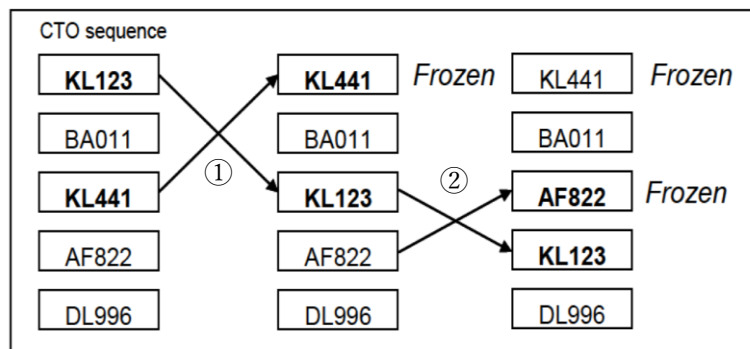 CTO sequence
KL123 KL441 Frozen KL441 Frozen
BA011 BA011 BA011
① ②
KL441 KL123 AF822 Frozen
AF822 AF822 KL123
DL996 DL996 DL996